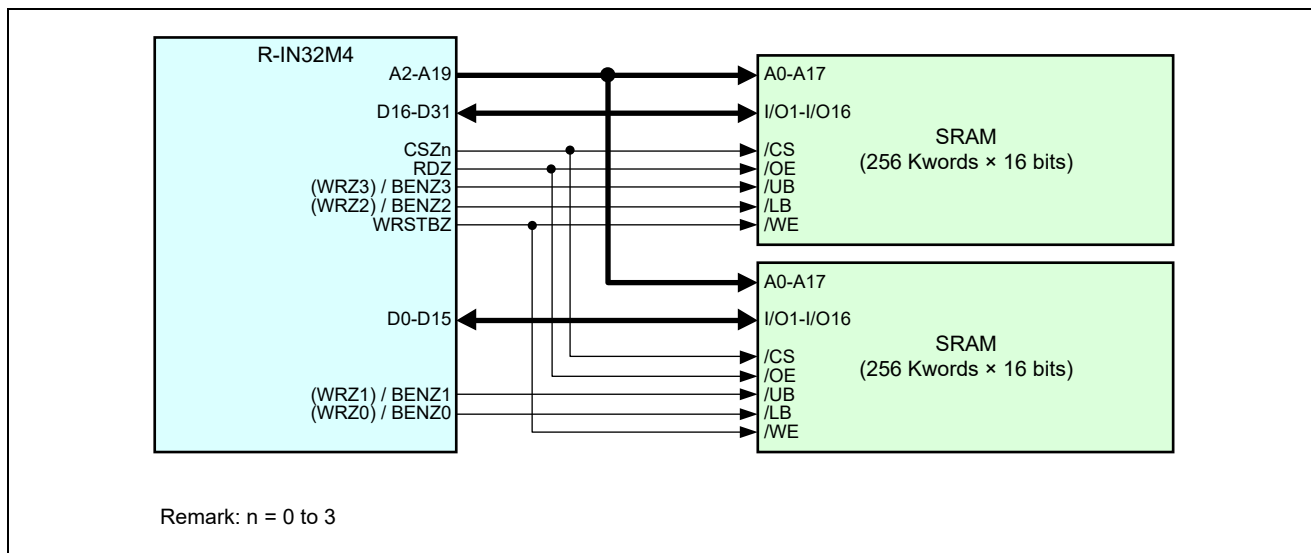 R-IN32M4
A2-A19
D16-D31
CSZn
RDZ
(WRZ3) / BENZ3
(WRZ2) / BENZ2
WRSTBZ
D0-D15
(WRZ1) / BENZ1
(WRZ0) / BENZ0
A0-A17
I/O1-I/O16
/CS
/OE
/UB
/LB
/WE
SRAM
(256 Kwords × 16 bits)
A0-A17
I/O1-I/O16
/CS
/OE
/UB
/LB
/WE
SRAM
(256 Kwords × 16 bits)
Remark: n = 0 to 3